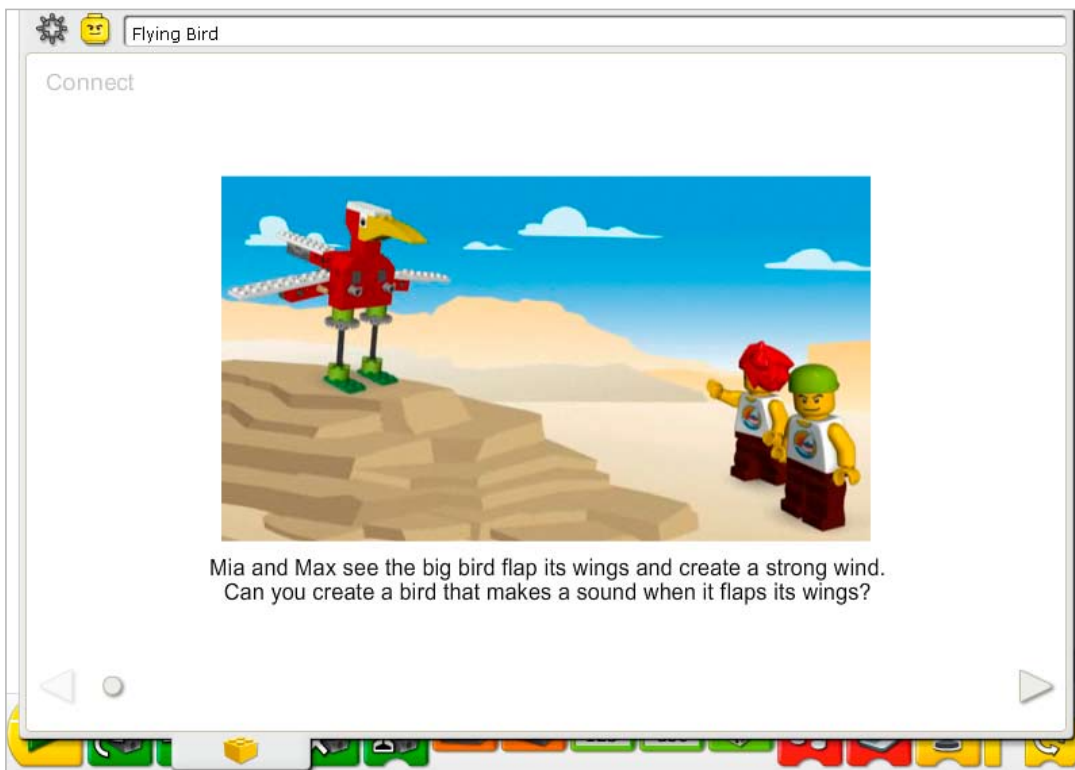 Flying Bird
Connect
Mia and Max see the big bird flap its wings and create a strong wind.
Can you create a bird that makes a sound when it flaps its wings?